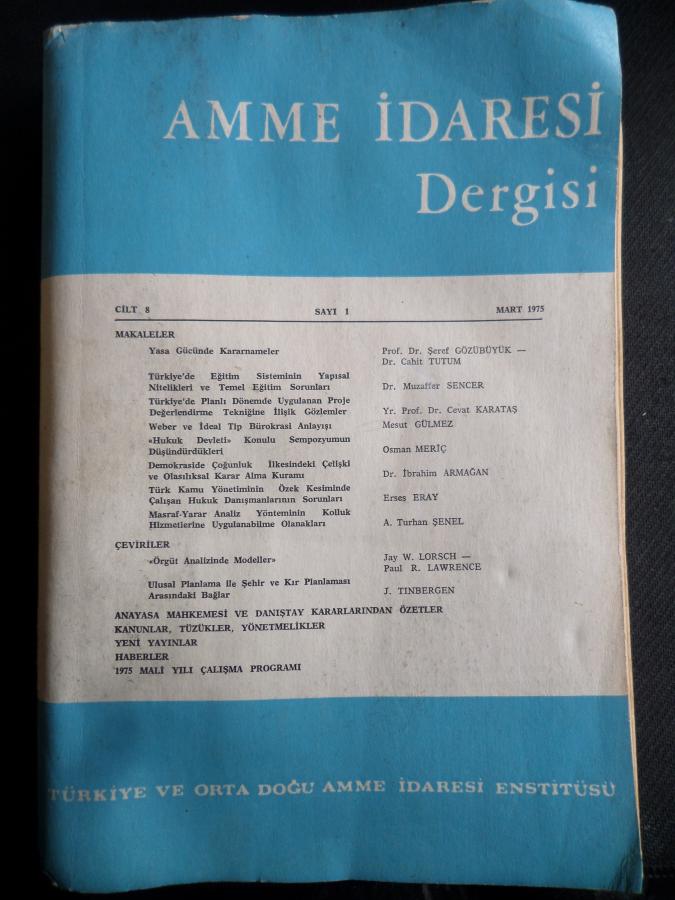 AMME İDARESİ
Dergisi
CİLT 8 SAYI 1 MART 1975
MAKALELER
Yasa Gücünde Kararnameler Prof. Dr. Şeref GÖZÜBÜYÜK —
Dr. Cahit TUTUM
Türkiye'de Eğitim Sisteminin Yapısal
Nitelikleri ve Temel Eğitim Sorunları Dr. Muzaffer SENCER
Türkiye'de Planlı Dönemde Uygulanan Proje
Değerlendirme Tekniğine İlişik Gözlemler Yr. Prof. Dr. Cevat KARATAŞ
Weber ve İdeal Tip Bürokrasi Anlayışı Mesut GÜLMEZ
«Hukuk Devleti» Konulu Sempozyumun
Düşündürdükleri Osman MERİÇ
Demokraside Çoğunluk İlkesindeki Çelişki
ve Olasılıksal Karar Alma Kuramı Dr. İbrahim ARMAĞAN
Türk Kamu Yönetiminin Özek Kesiminde
Çalışan Hukuk Danışmanlarının Sorunları Erses ERAY
Masraf-Yarar Analiz Yönteminin Kolluk
Hizmetlerine Uygulanabilme Olanakları A. Turhan ŞENEL
ÇEVİRİLER
«Örgüt Analizinde Modeller» Jay W. LORSCH —
Paul R. LAWRENCE
Ulusal Planlama ile Şehir ve Kır Planlaması
Arasındaki Bağlar J. TINBERGEN
ANAYASA MAHKEMESİ VE DANIŞTAY KARARLARINDAN ÖZETLER
KANUNLAR, TÜZÜKLER, YÖNETMELİKLER
YENİ YAYINLAR
HABERLER
1975 MALİ YILI ÇALIŞMA PROGRAMI
TÜRKİYE VE ORTA DOĞU AMME İDARESİ ENSTİTÜSÜ